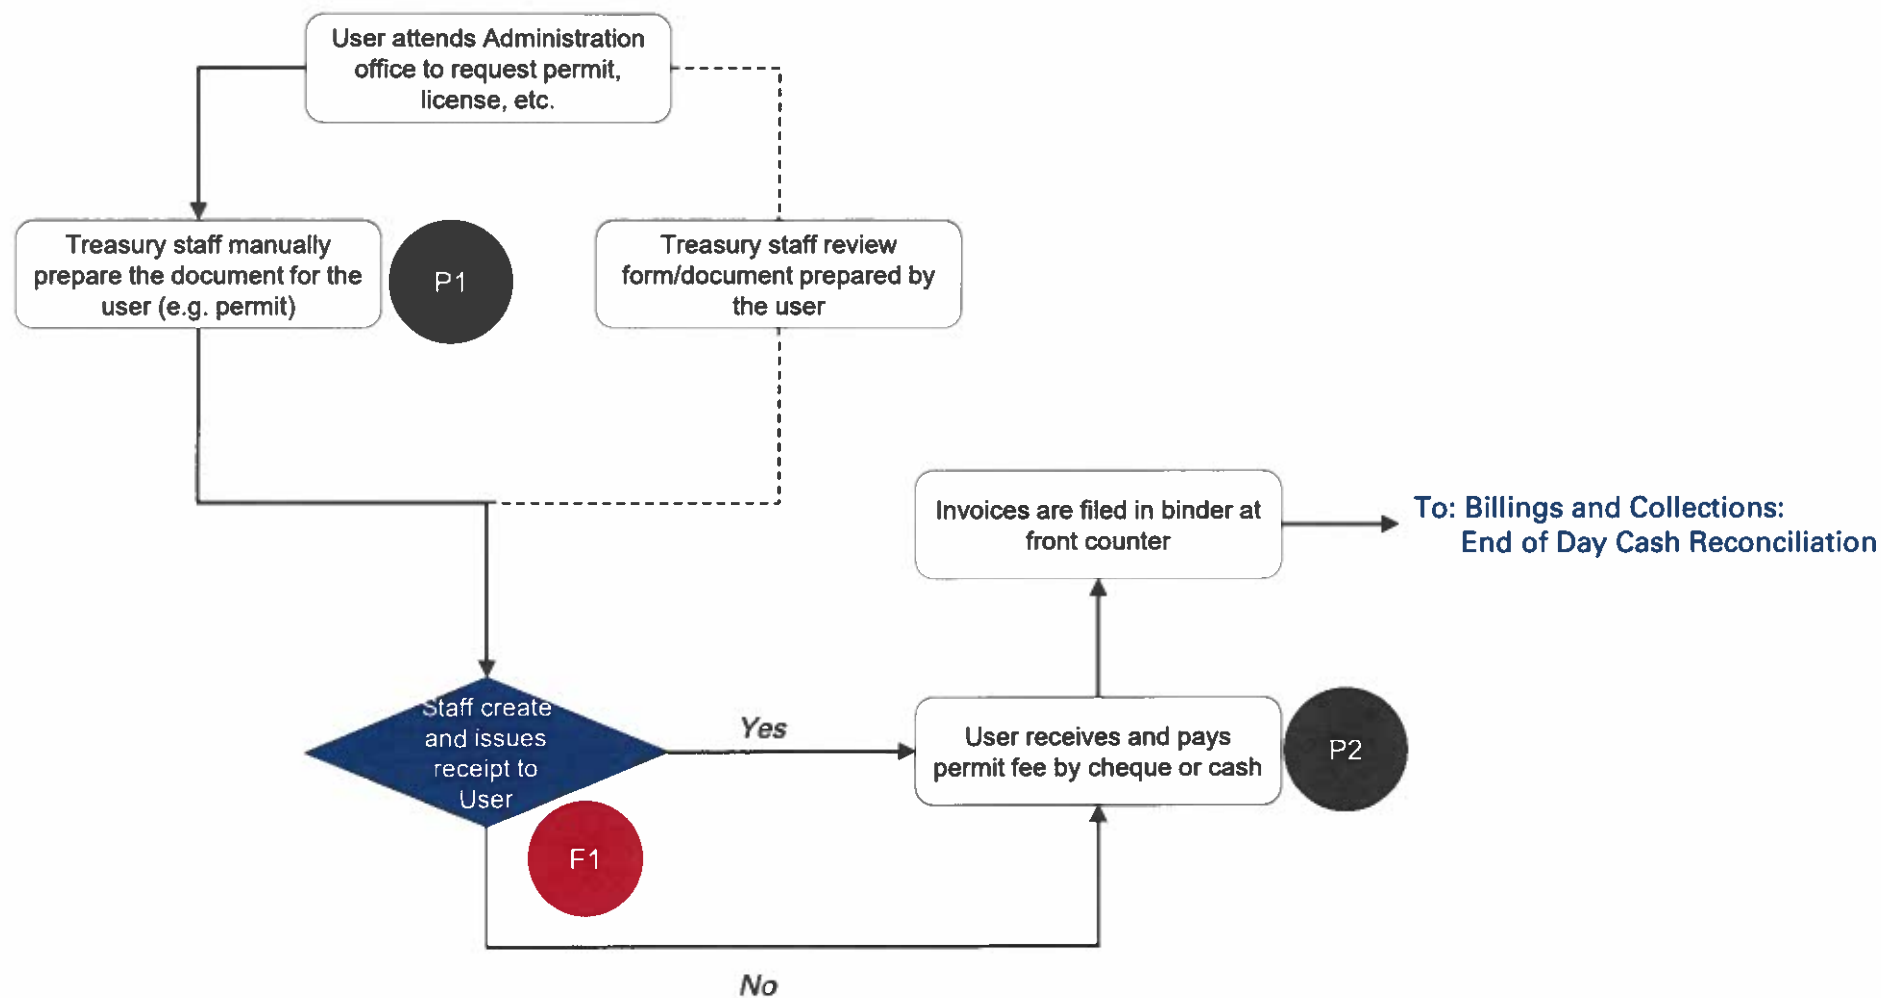 User attends Administration
office to request permit,
license, etc.
Treasury staff manually
prepare the document for the
user (e.g. permit)
P1
Treasury staff review
form/document prepared by
the user
Invoices are filed in binder at
front counter
To: Billings and Collections:
End of Day Cash Reconciliation
Staff create
and issues
receipt to
User
Yes
User receives and pays
permit fee by cheque or cash
P2
F1
No